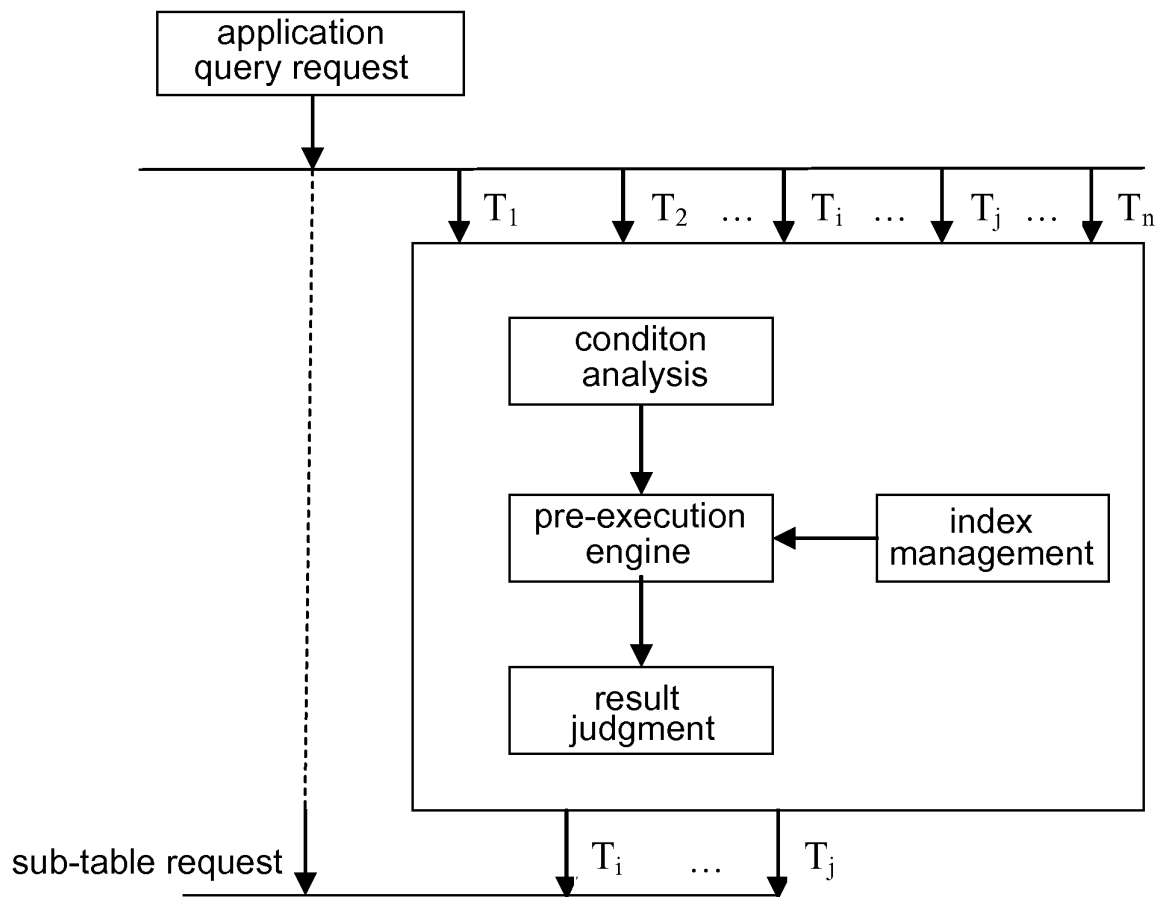 application
query request
T₁ T₂ ... Tᵢ ... Tⱼ ... Tₙ
conditon
analysis
pre-execution
engine
index
management
result
judgment
sub-table request
Tᵢ ... Tⱼ